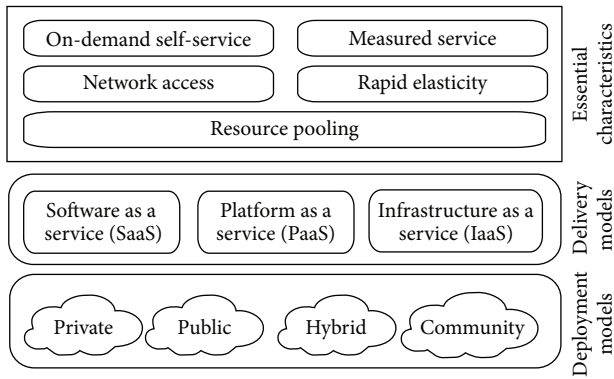 On-demand self-service
Measured service
Network access
Rapid elasticity
Resource pooling
Essential
characteristics
Software as a
service (SaaS)
Platform as a
service (PaaS)
Infrastructure as a
service (IaaS)
Delivery
models
Private
Public
Hybrid
Community
Deployment
models